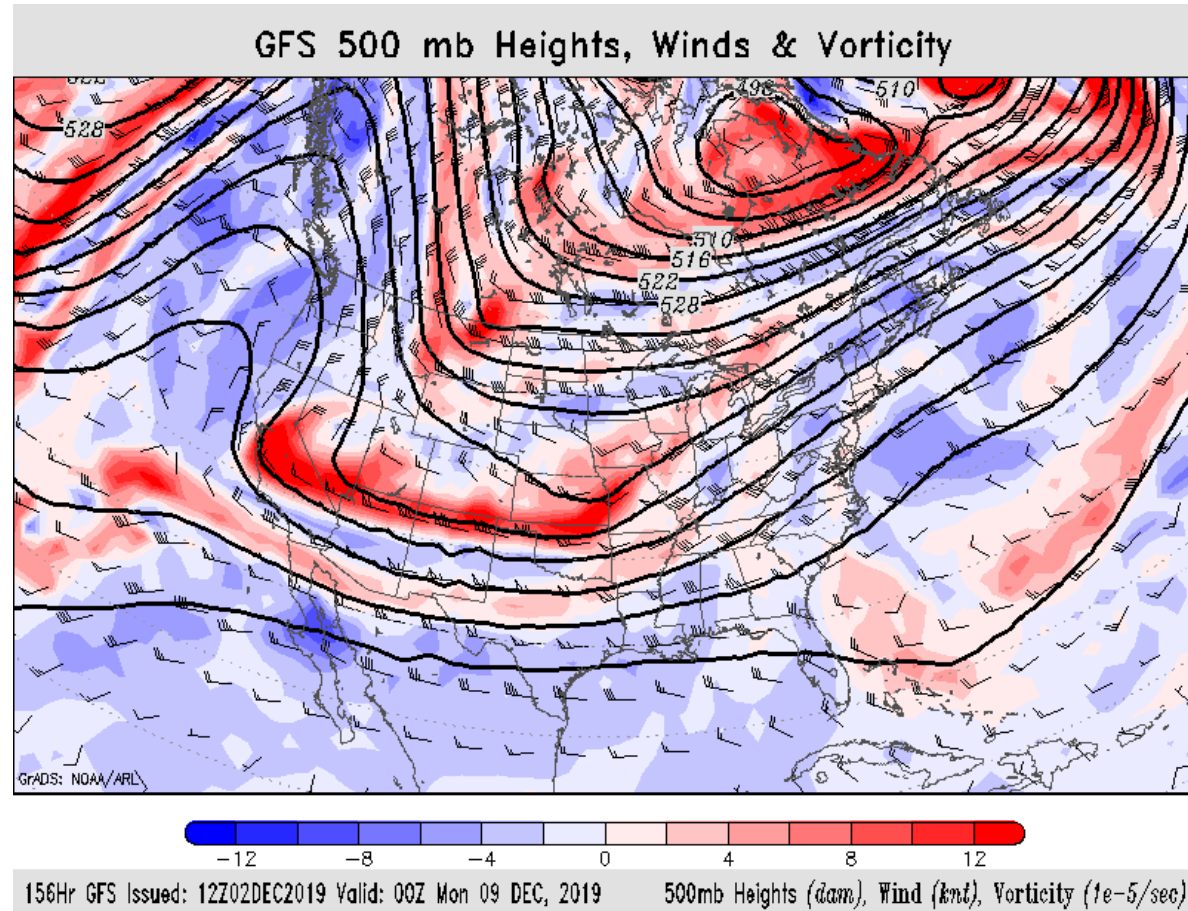 GFS 500 mb Heights, Winds & Vorticity
528
510
510
516
522
528
GrADS: NOAA/ARL
−12 −8 −4 0 4 8 12
156Hr GFS Issued: 12Z02DEC2019 Valid: 00Z Mon 09 DEC, 2019 500mb Heights (dam), Wind (knt), Vorticity (1e−5/sec)